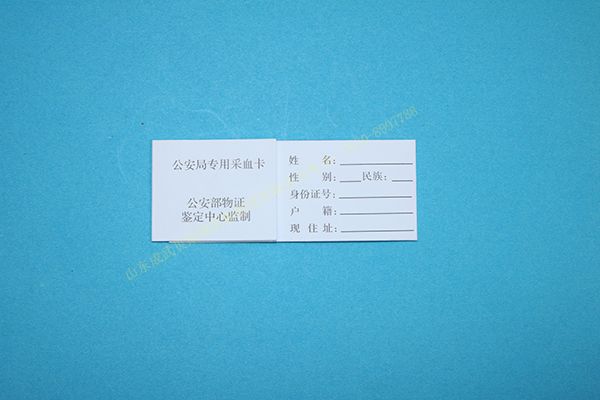 公安局专用采血卡
公安部物证
鉴定中心监制
姓 名:
性 别: 民族:
身份证号:
户 籍:
现 住 址: